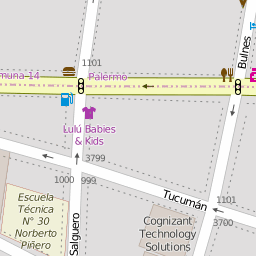 Bulnes
1101
muna 14
Palermo
Lulú Babies
& Kids
3799
1000
999
Escuela
Técnica
N° 30
Norberto
Piñero
Salguero
Tucumán
1101
3700
Cognizant
Technology
Solutions